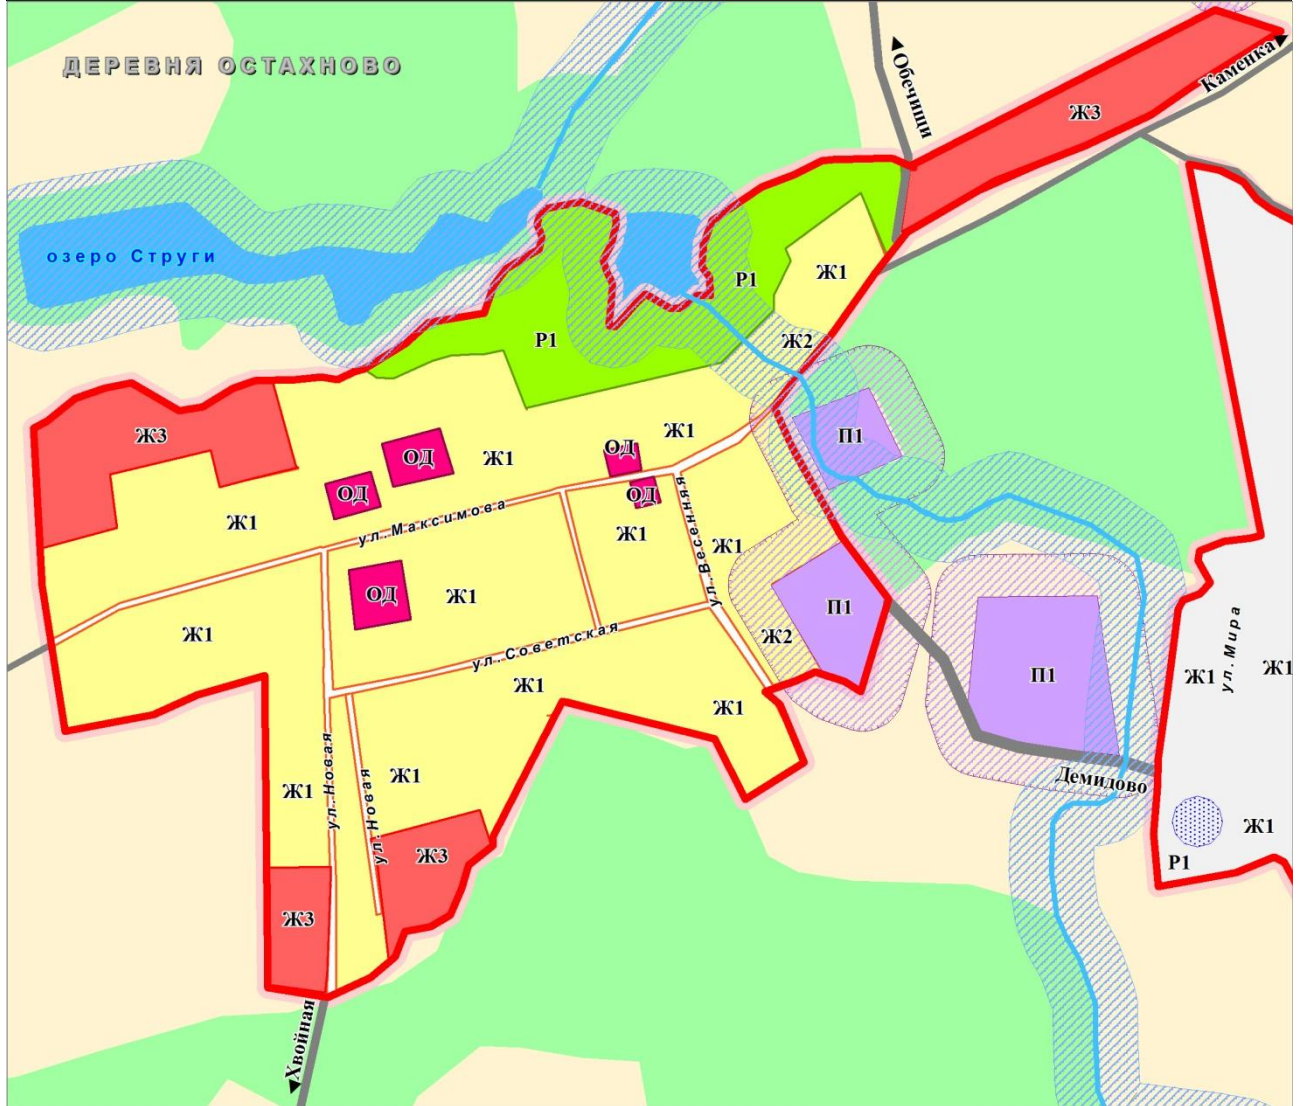 ДЕРЕВНЯ ОСТАХНОВО
Обечищи
Каменка
Ж3
озеро Струги
Р1
Ж1
Ж2
Р1
Ж3
ОД
Ж1
ОД
Ж1
П1
ОД
ОД
Ж1
ул. Максимова
Ж1
ул. Весенняя
Ж1
ОД
Ж1
П1
Ж1
ул. Советская
Ж2
ул. Мира
Ж1
Ж1
П1
Ж1
Ж1
Ж1
ул. Новая
Ж1
ул. Новая
Демидово
Ж1
Ж3
Р1
Ж3
Хвойная